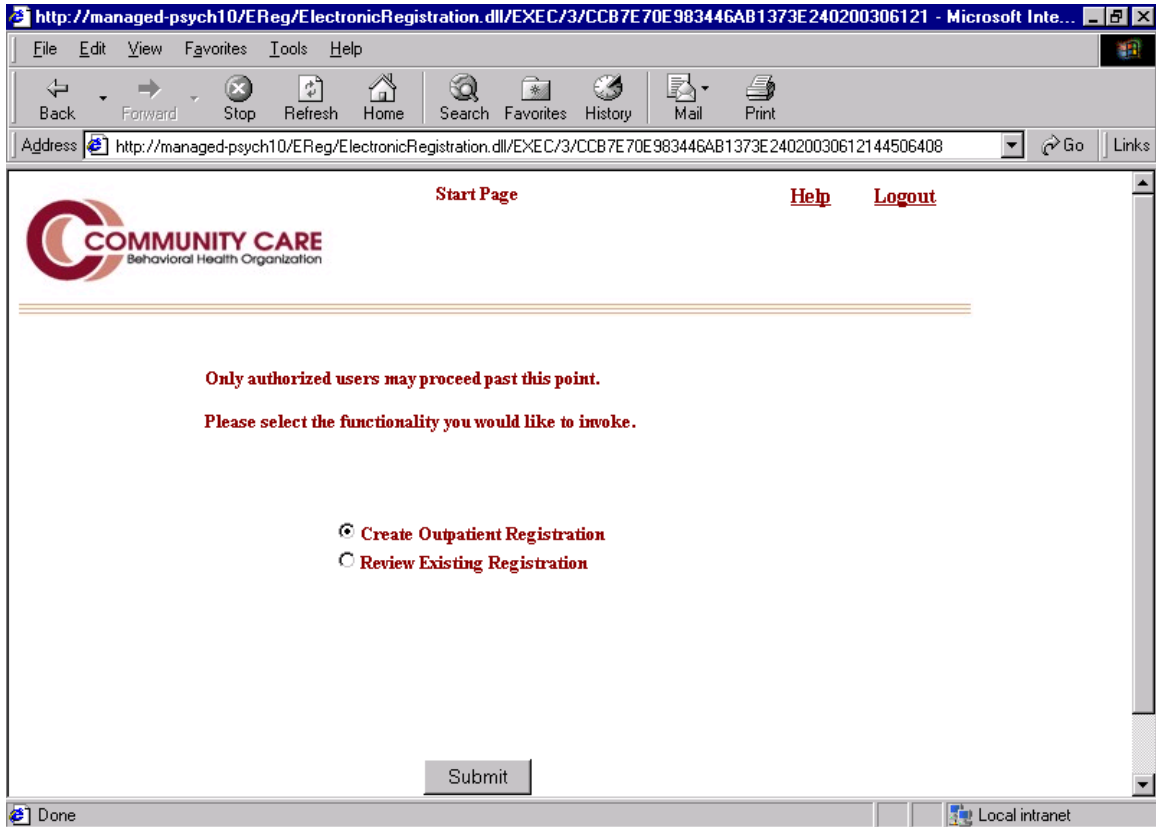 http://managed-psych10/EReg/ElectronicRegistration.dll/EXEC/3/CCB7E70E983446AB1373E240200306121 - Microsoft Inte...
File Edit View Favorites Tools Help
Back Forward Stop Refresh Home Search Favorites History Mail Print
Address http://managed-psych10/EReg/ElectronicRegistration.dll/EXEC/3/CCB7E70E983446AB1373E24020030612144506408 Go Links
Start Page Help Logout
COMMUNITY CARE
Behavioral Health Organization
Only authorized users may proceed past this point.
Please select the functionality you would like to invoke.
Create Outpatient Registration
Review Existing Registration
Submit
Done Local intranet